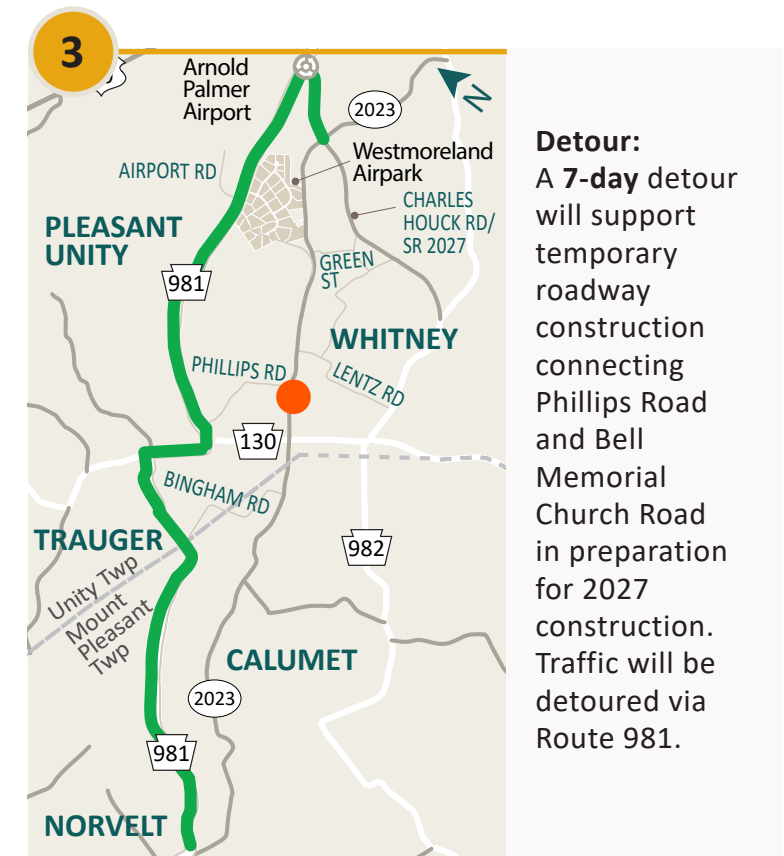 3
Arnold
Palmer
Airport
2023
N
Westmoreland
Airpark
AIRPORT RD
CHARLES
HOUCK RD/
SR 2027
PLEASANT
UNITY
GREEN
ST
981
WHITNEY
PHILLIPS RD
LENTZ RD
130
BINGHAM RD
TRAUGER
982
Unity Twp
Mount
Pleasant
Twp
CALUMET
2023
981
NORVELT
Detour:
A 7-day detour
will support
temporary
roadway
construction
connecting
Phillips Road
and Bell
Memorial
Church Road
in preparation
for 2027
construction.
Traffic will be
detoured via
Route 981.